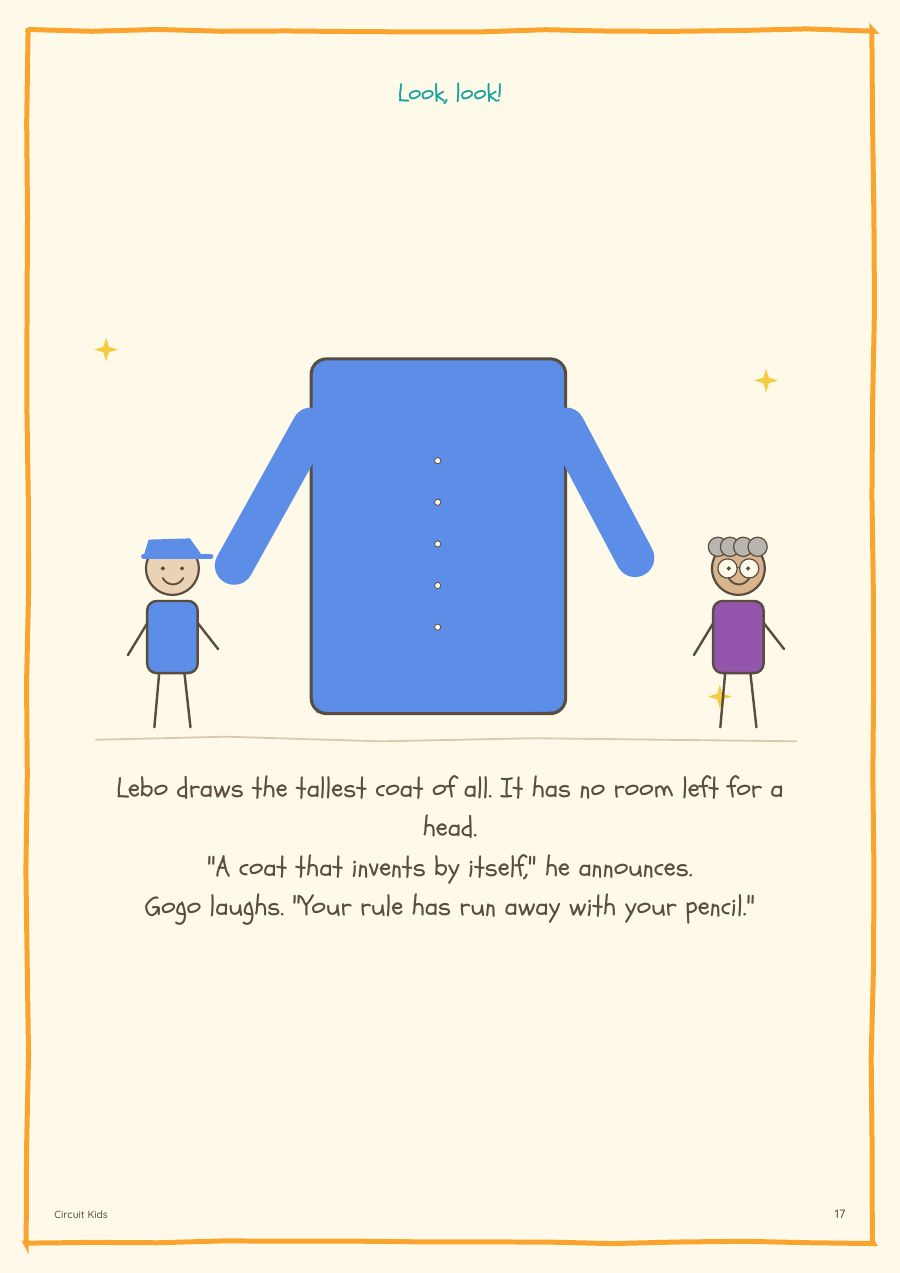 Look, look!
Lebo draws the tallest coat of all. It has no room left for a
head.
"A coat that invents by itself," he announces.
Gogo laughs. "Your rule has run away with your pencil."
Circuit Kids
17